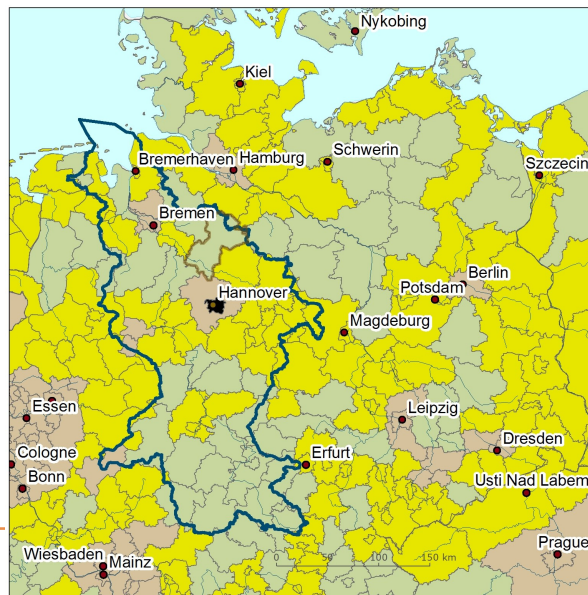 Nykobing
Kiel
Schwerin
Bremerhaven
Hamburg
Szczecin
Bremen
Berlin
Potsdam
Hannover
Magdeburg
Essen
Leipzig
Dresden
Cologne
Erfurt
Bonn
Usti Nad Labem
Wiesbaden
Mainz
Prague
0 50 100 150 km